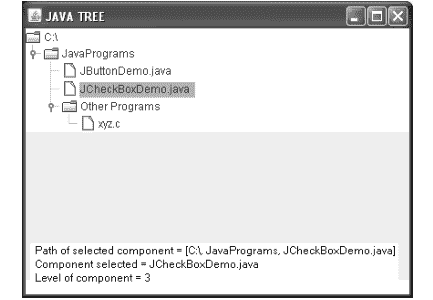 JAVA TREE
C:\
JavaPrograms
JButtonDemo.java
JCheckBoxDemo.java
Other Programs
xyz.c
Path of selected component = [C:\, JavaPrograms, JCheckBoxDemo.java]
Component selected = JCheckBoxDemo.java
Level of component = 3